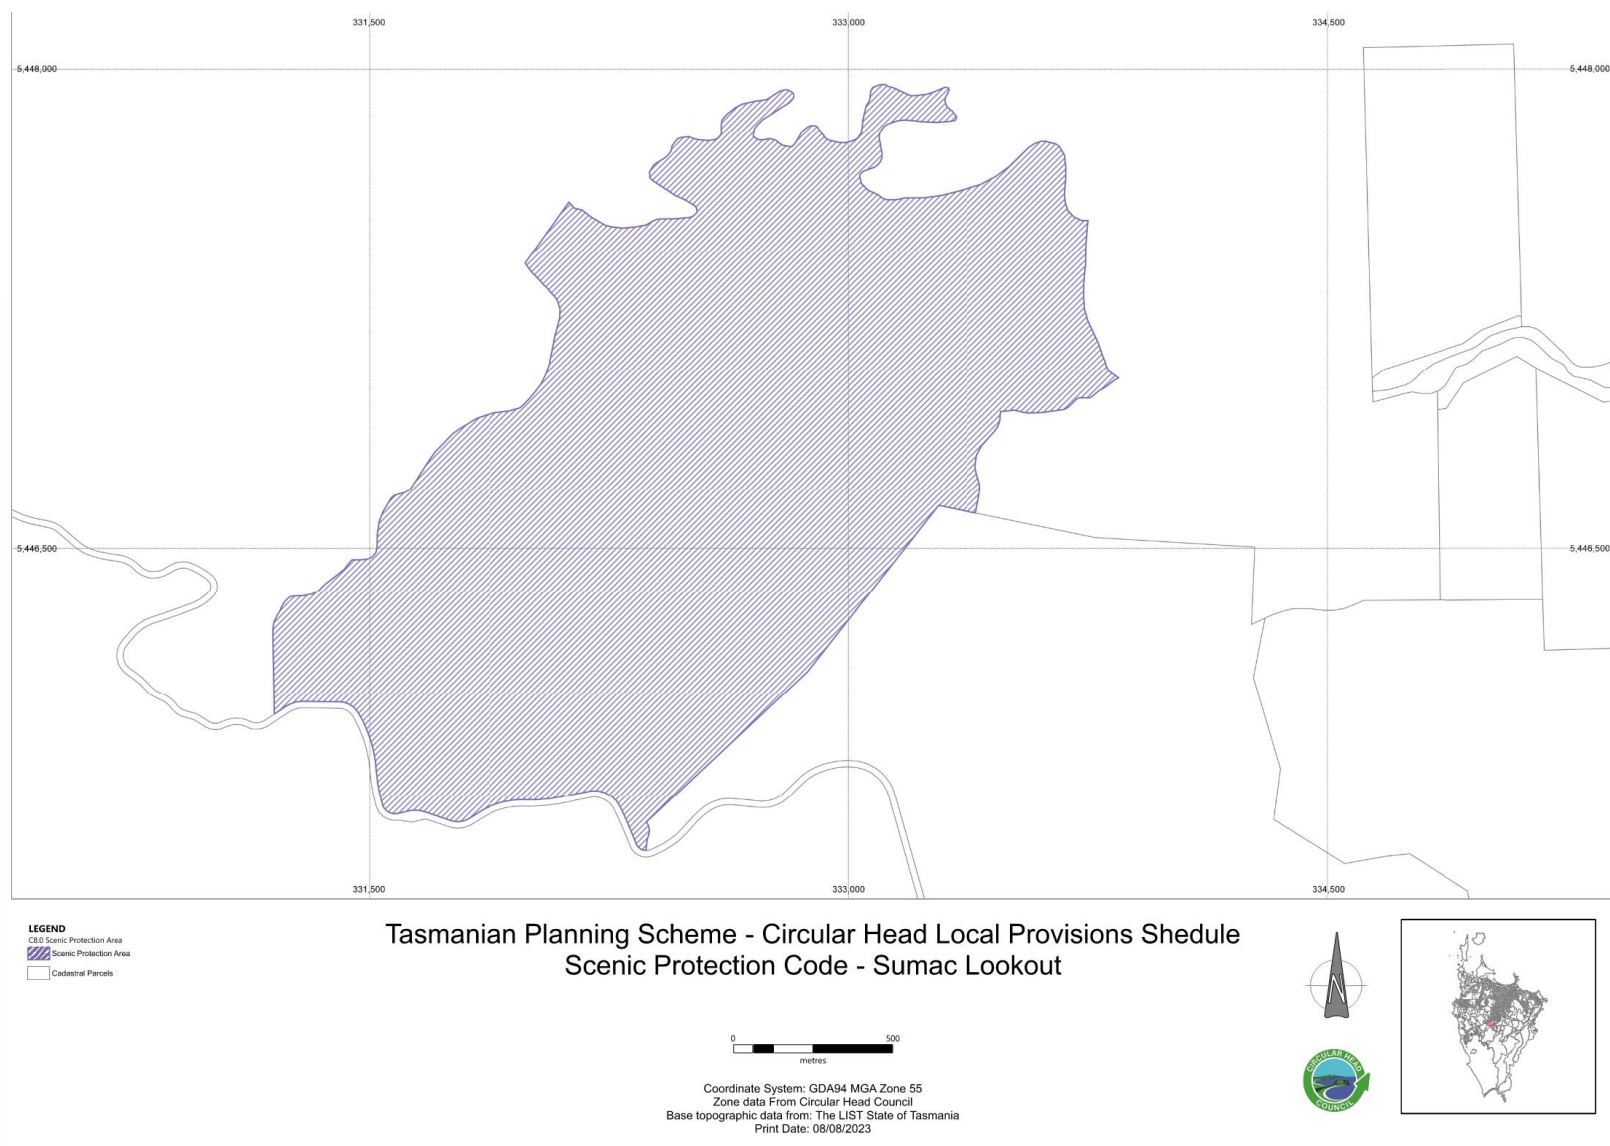 331,500 333,000 334,500
5,448,000 5,448,000
5,446,500 5,446,500
331,500 333,000 334,500
LEGEND
C8.0 Scenic Protection Area
Scenic Protection Area
Cadastral Parcels
Tasmanian Planning Scheme - Circular Head Local Provisions Shedule
Scenic Protection Code - Sumac Lookout
0 500
metres
Coordinate System: GDA94 MGA Zone 55
Zone data From Circular Head Council
Base topographic data from: The LIST State of Tasmania
Print Date: 08/08/2023
N
CIRCULAR HEAD
COUNCIL